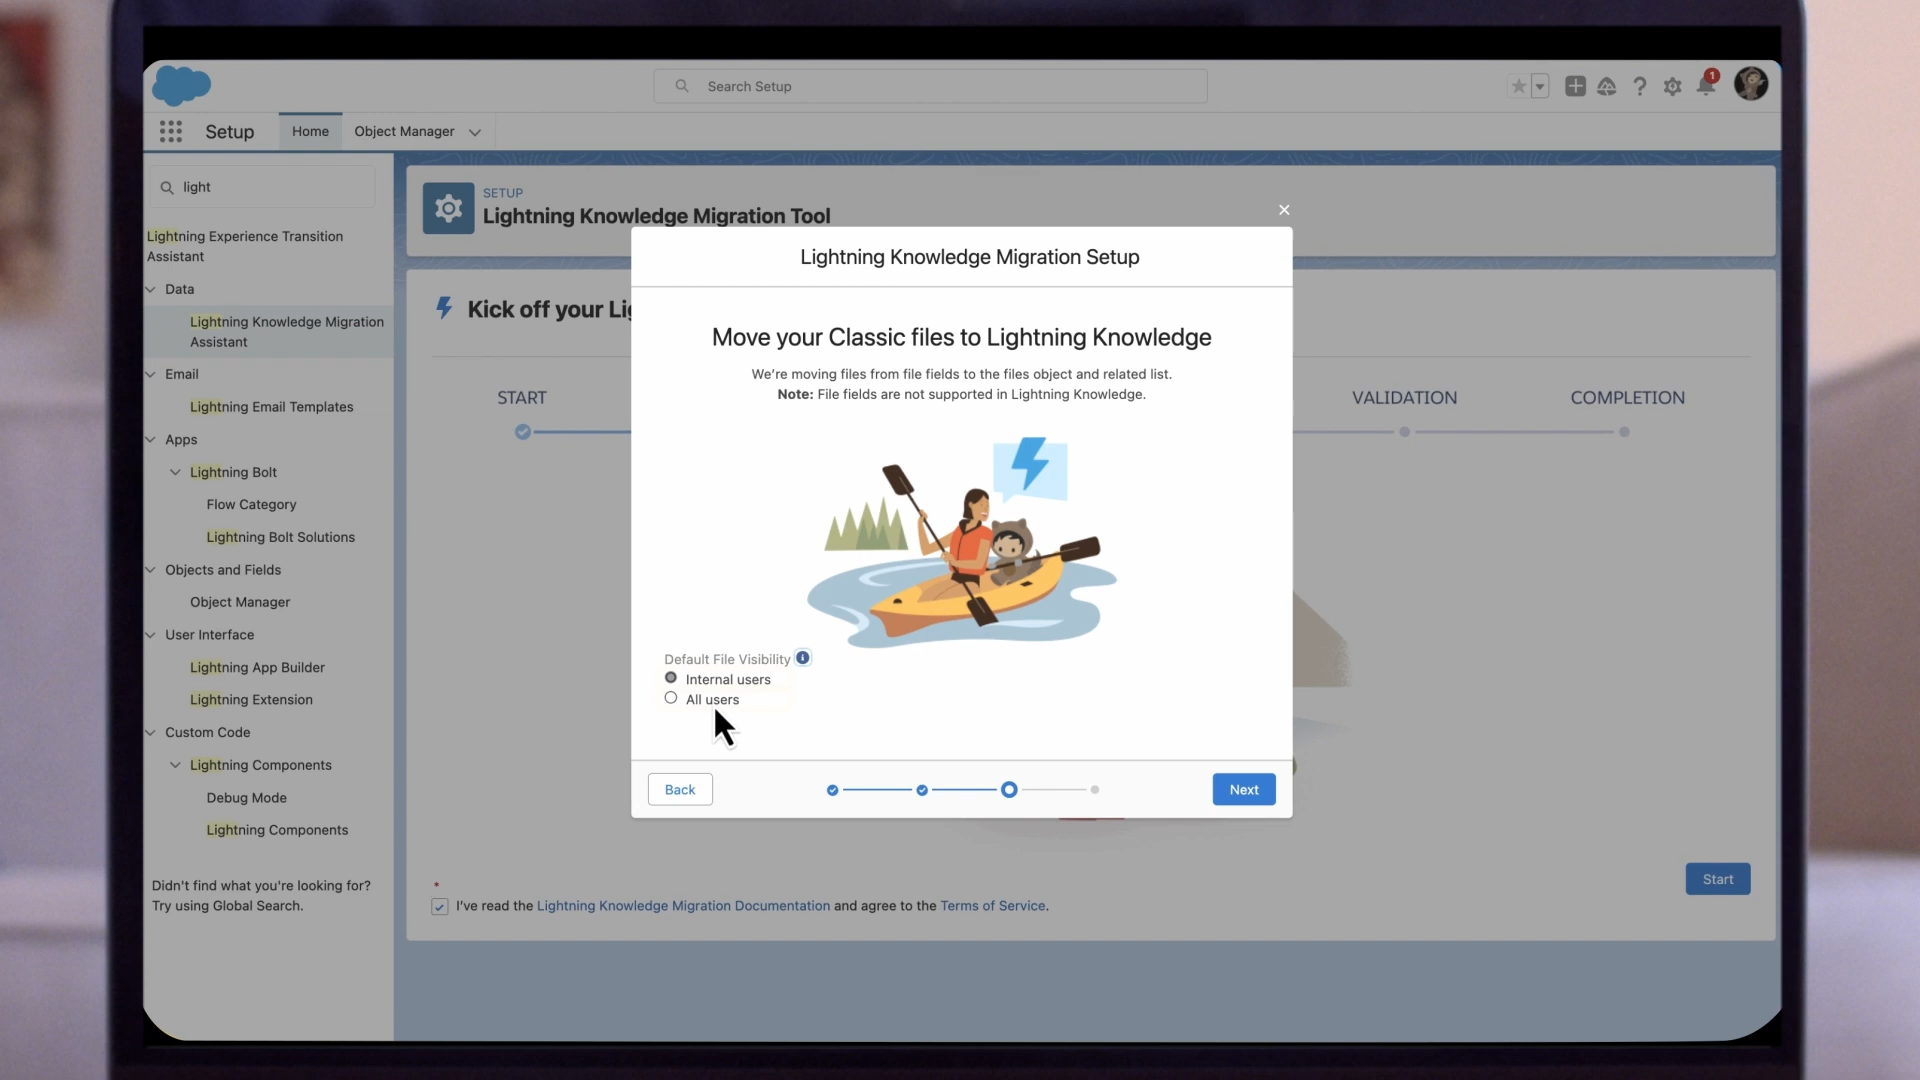 Search Setup
1
Setup
Home
Object Manager
light
Lightning Experience Transition
Assistant
Data
Lightning Knowledge Migration
Assistant
Email
Lightning Email Templates
Apps
Lightning Bolt
Flow Category
Lightning Bolt Solutions
Objects and Fields
Object Manager
User Interface
Lightning App Builder
Lightning Extension
Custom Code
Lightning Components
Debug Mode
Lightning Components
Didn't find what you're looking for?
Try using Global Search.
SETUP
Lightning Knowledge Migration Tool
Kick off your Li
START
VALIDATION
COMPLETION
Lightning Knowledge Migration Setup
Move your Classic files to Lightning Knowledge
We're moving files from file fields to the files object and related list.
Note: File fields are not supported in Lightning Knowledge.
Default File Visibility
Internal users
All users
Back
Next
Start
*
I've read the Lightning Knowledge Migration Documentation and agree to the Terms of Service.